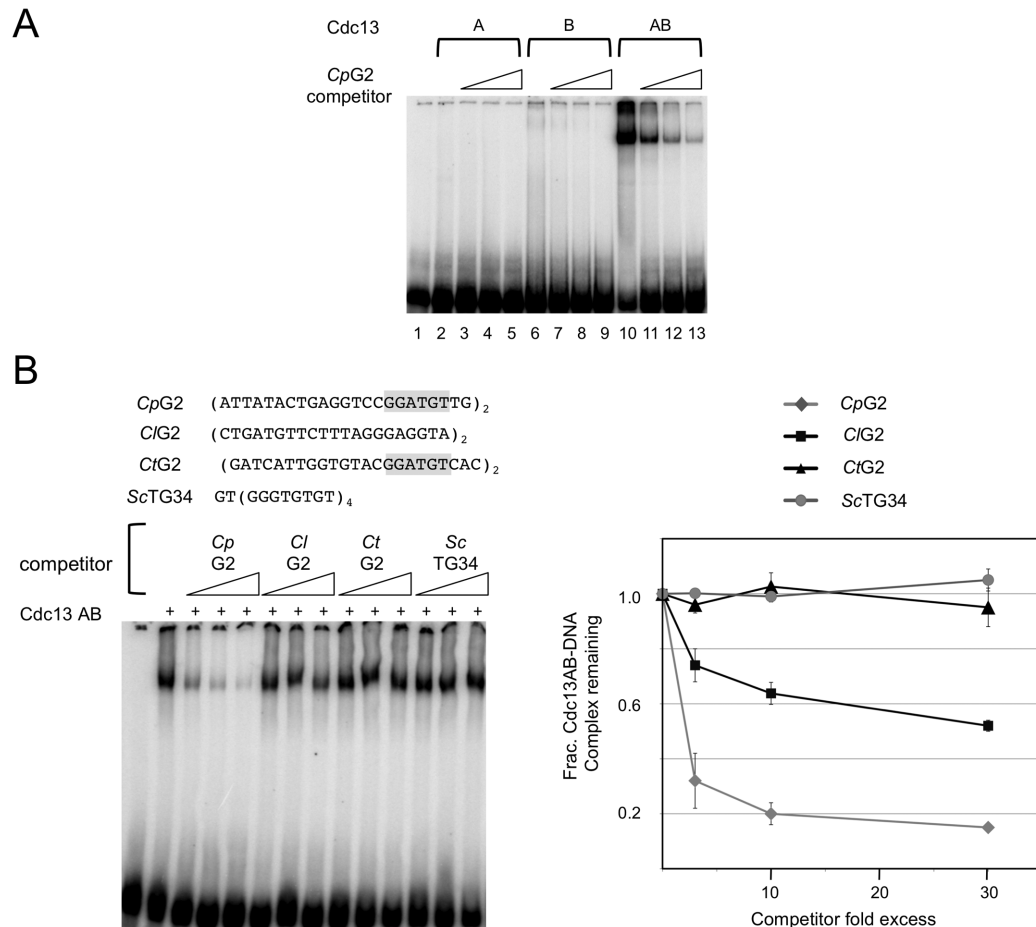 A
Cdc13 A B AB
CpG2
competitor
1 2 3 4 5 6 7 8 9 10 11 12 13
B
CpG2 (ATTATACTGAGGTCCGGATGTTG)2
ClG2 (CTGATGTTCTTTAGGGAGGTA)2
CtG2 (GATCATTGGTGTACGGATGTCAC)2
ScTG34 GT(GGGTGTGT)4
competitor
Cp Cl Ct Sc
G2 G2 G2 TG34
Cdc13 AB + + + + + + + + + + + + +
CpG2
ClG2
CtG2
ScTG34
Frac. Cdc13AB-DNA
Complex remaining
1.0
0.6
0.2
10 20 30
Competitor fold excess